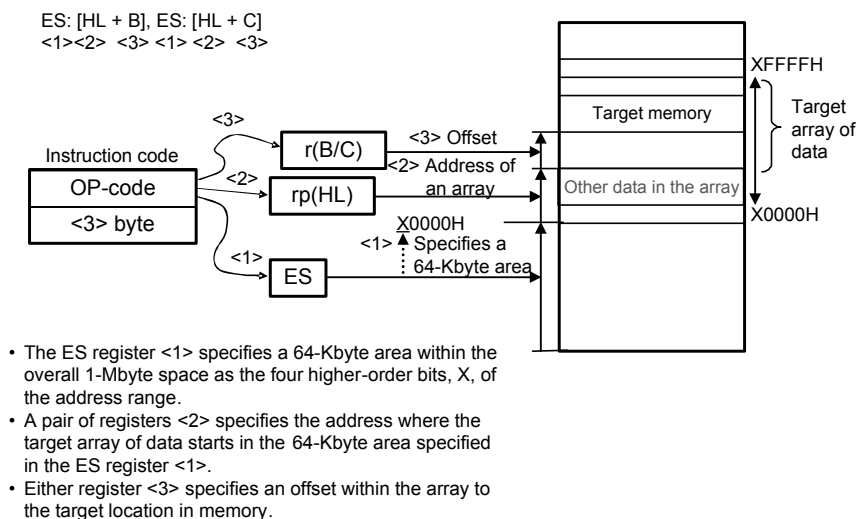 ES: [HL + B], ES: [HL + C]
<1><2> <3> <1> <2> <3>
XFFFFH
Target memory
Target
array of
data
<3>
Instruction code
r(B/C)
<3> Offset
OP-code
<2>
<2> Address of
an array
rp(HL)
Other data in the array
<3> byte
X0000H
X0000H
<1>
<1> Specifies a
64-Kbyte area
ES
• The ES register <1> specifies a 64-Kbyte area within the
overall 1-Mbyte space as the four higher-order bits, X, of
the address range.
• A pair of registers <2> specifies the address where the
target array of data starts in the 64-Kbyte area specified
in the ES register <1>.
• Either register <3> specifies an offset within the array to
the target location in memory.